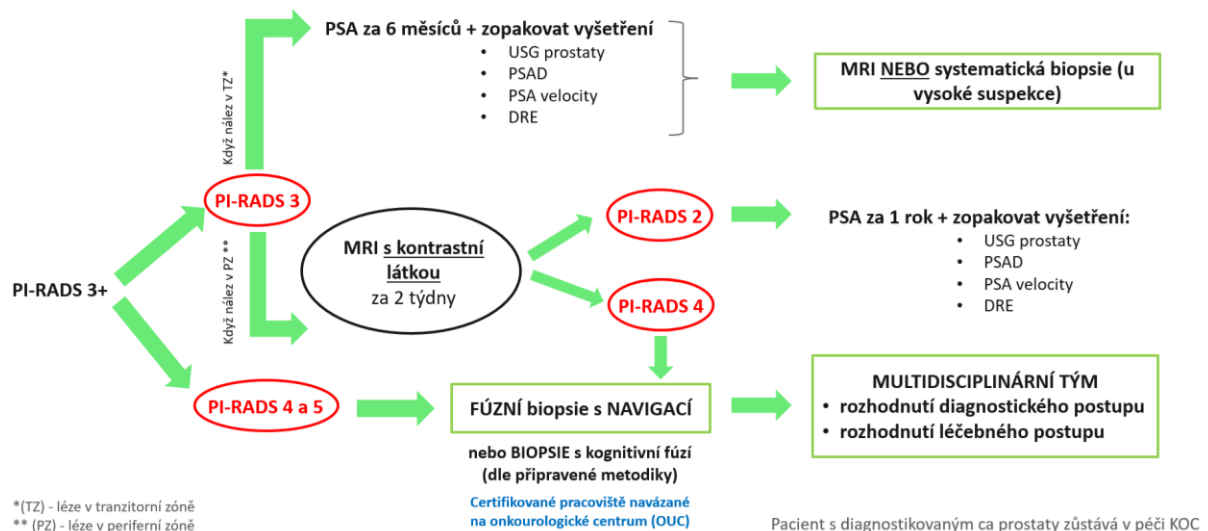 PSA za 6 měsíců + zopakovat vyšetření
• USG prostaty
• PSAD
• PSA velocity
• DRE
MRI NEBO systematická biopsie (u
vysoké suspekce)
Když nález v TZ*
PI-RADS 3
Když nález v PZ **
MRI s kontrastní
látkou
za 2 týdny
PI-RADS 2
PSA za 1 rok + zopakovat vyšetření:
• USG prostaty
• PSAD
• PSA velocity
• DRE
PI-RADS 3+
PI-RADS 4
PI-RADS 4 a 5
FÚZNÍ biopsie s NAVIGACÍ
nebo BIOPSIE s kognitivní fúzí
(dle připravené metodiky)
Certifikované pracoviště navázané
na onkourologické centrum (OUC)
MULTIDISCIPLINÁRNÍ TÝM
• rozhodnutí diagnostického postupu
• rozhodnutí léčebného postupu
*(TZ) - léze v tranzitorní zóně
** (PZ) - léze v periferní zóně
Pacient s diagnostikovaným ca prostaty zůstává v péči KOC